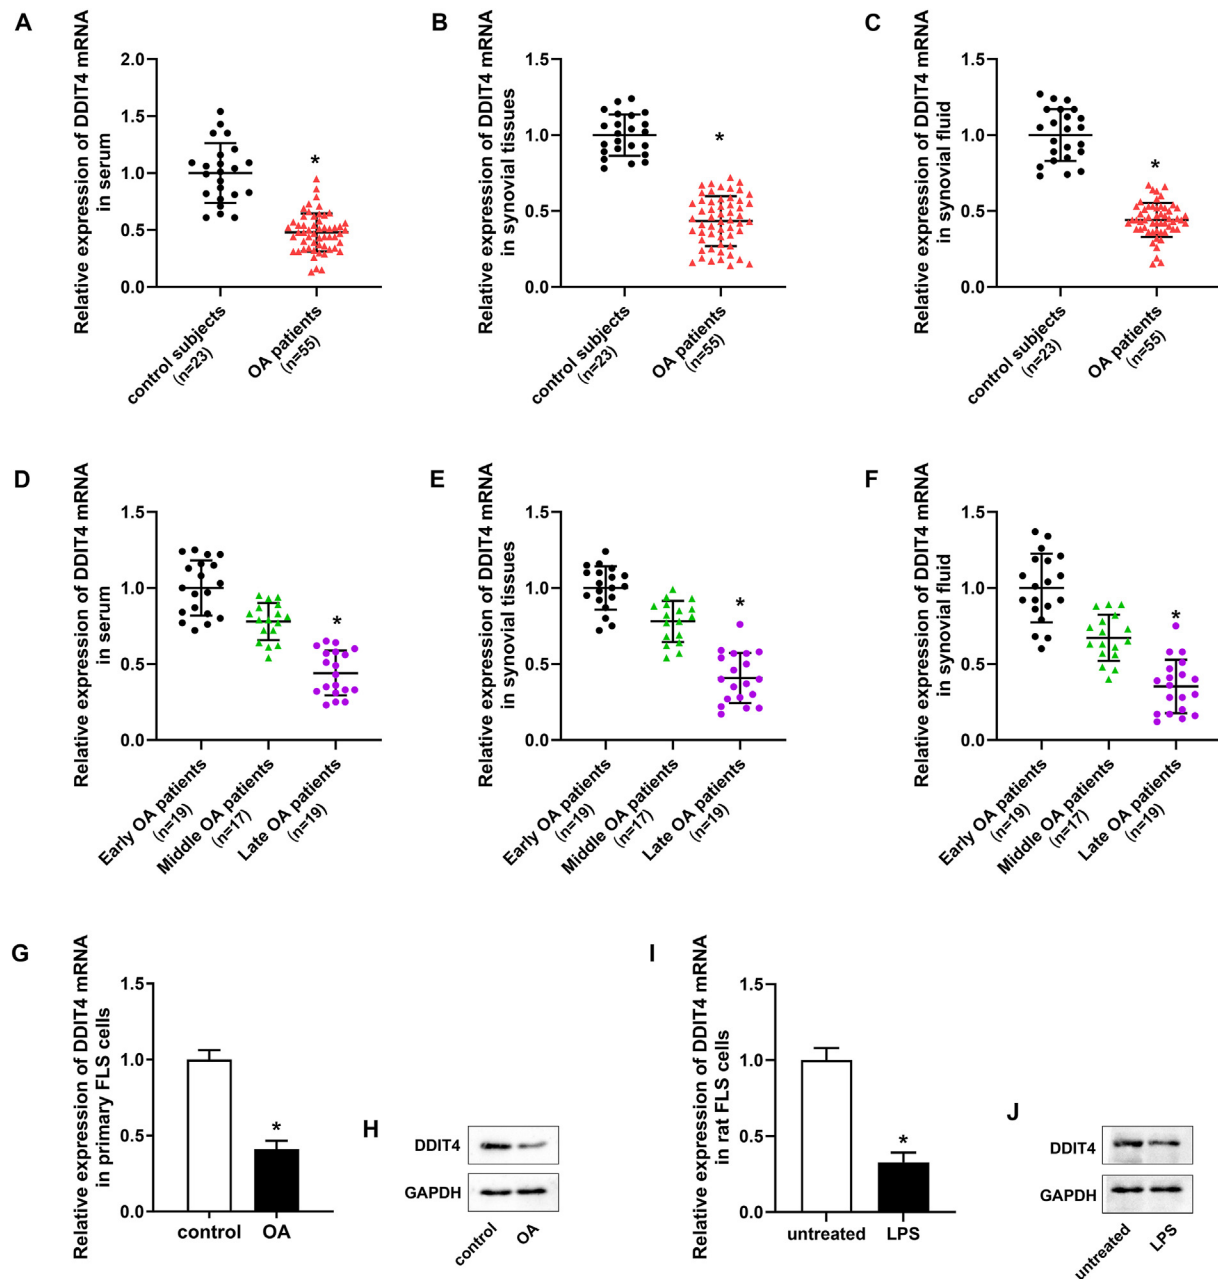 A
Relative expression of DDIT4 mRNA
in serum
2.0
1.5
1.0
0.5
0.0
*
control subjects
(n=23)
OA patients
(n=55)
B
Relative expression of DDIT4 mRNA
in synovial tissues
1.5
1.0
0.5
0.0
*
control subjects
(n=23)
OA patients
(n=55)
C
Relative expression of DDIT4 mRNA
in synovial fluid
1.5
1.0
0.5
0.0
*
control subjects
(n=23)
OA patients
(n=55)
D
Relative expression of DDIT4 mRNA
in serum
1.5
1.0
0.5
0.0
*
Early OA patients
(n=19)
Middle OA patients
(n=17)
Late OA patients
(n=19)
E
Relative expression of DDIT4 mRNA
in synovial tissues
1.5
1.0
0.5
0.0
*
Early OA patients
(n=19)
Middle OA patients
(n=17)
Late OA patients
(n=19)
F
Relative expression of DDIT4 mRNA
in synovial fluid
1.5
1.0
0.5
0.0
*
Early OA patients
(n=19)
Middle OA patients
(n=17)
Late OA patients
(n=19)
G
Relative expression of DDIT4 mRNA
in primary FLS cells
1.5
1.0
0.5
0.0
*
control
OA
H
DDIT4
GAPDH
control
OA
I
Relative expression of DDIT4 mRNA
in rat FLS cells
1.5
1.0
0.5
0.0
*
untreated
LPS
J
DDIT4
GAPDH
untreated
LPS